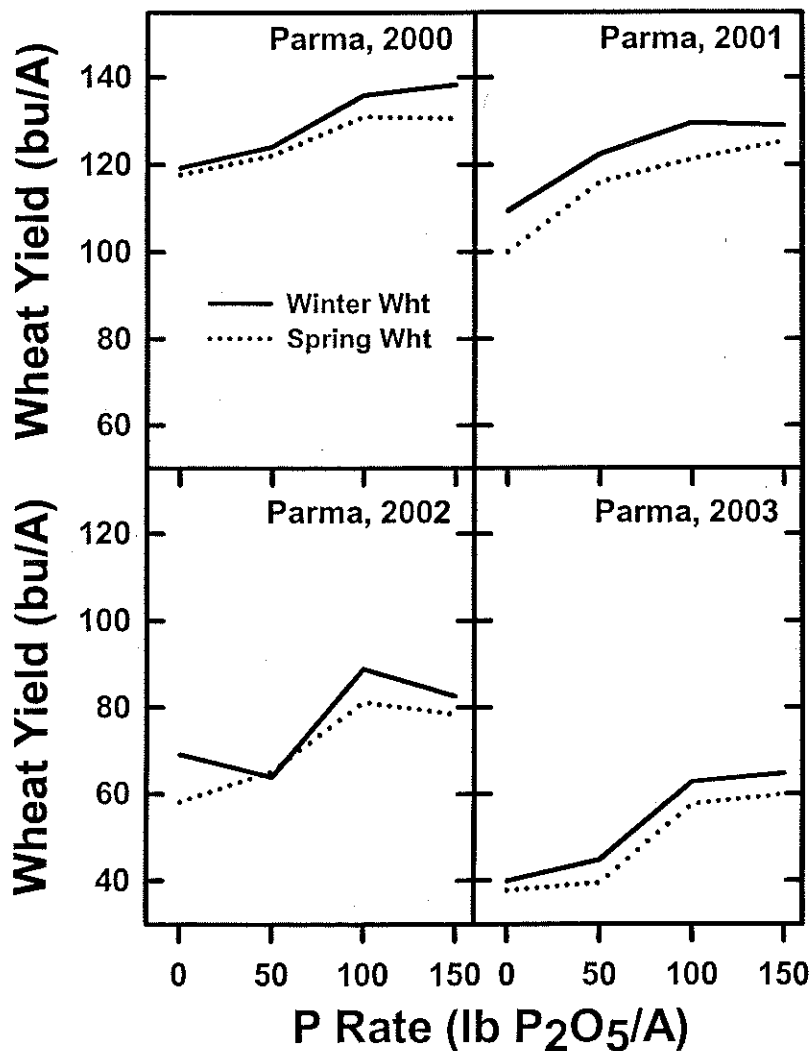 Parma, 2000
Parma, 2001
Wheat Yield (bu/A)
140
120
100
80
60
Winter Wht
Spring Wht
Parma, 2002
Parma, 2003
Wheat Yield (bu/A)
120
100
80
60
40
0 50 100 150 0 50 100 150
P Rate (lb P₂O₅/A)